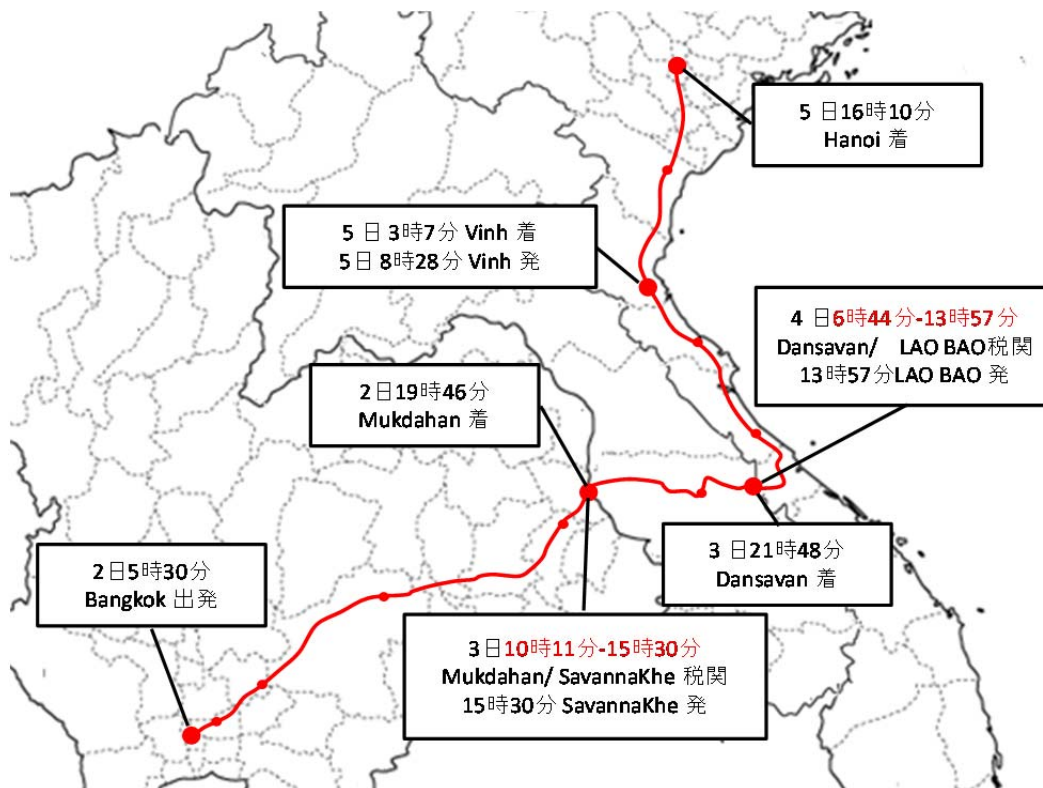 5 日16時10分
Hanoi 着
5 日 3時7分 Vinh 着
5日 8時28分 Vinh 発
4 日6時44分-13時57分
Dansavan/ LAO BAO税関
13時57分LAO BAO 発
2日19時46分
Mukdahan 着
3 日21時48分
Dansavan 着
2日5時30分
Bangkok 出発
3日10時11分-15時30分
Mukdahan/ SavannaKhe 税関
15時30分 SavannaKhe 発